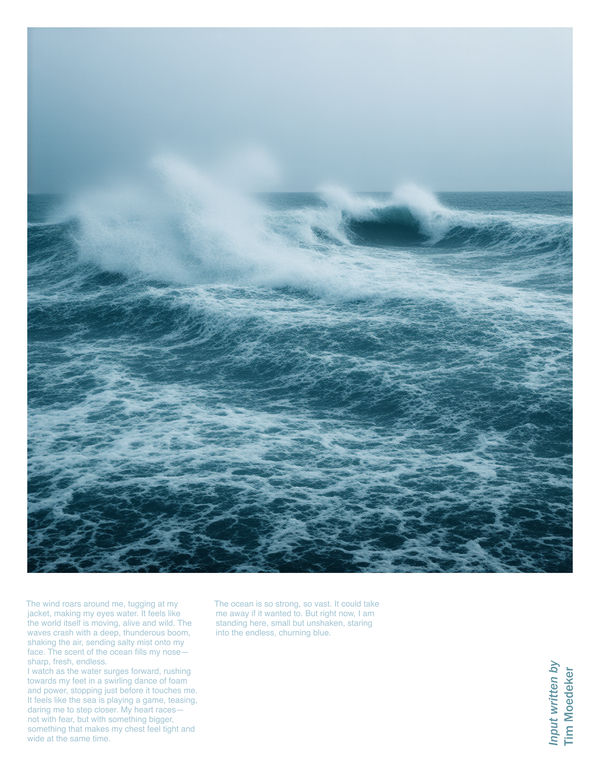 The wind roars around me, tugging at my
jacket, making my eyes water. It feels like
the world itself is moving, alive and wild. The
waves crash with a deep, thunderous boom,
shaking the air, sending salty mist onto my
face. The scent of the ocean fills my nose—
sharp, fresh, endless.
I watch as the water surges forward, rushing
towards my feet in a swirling dance of foam
and power, stopping just before it touches me.
It feels like the sea is playing a game, teasing,
daring me to step closer. My heart races—
not with fear, but with something bigger,
something that makes my chest feel tight and
wide at the same time.
The ocean is so strong, so vast. It could take
me away if it wanted to. But right now, I am
standing here, small but unshaken, staring
into the endless, churning blue.
Input written by
Tim Moedeker